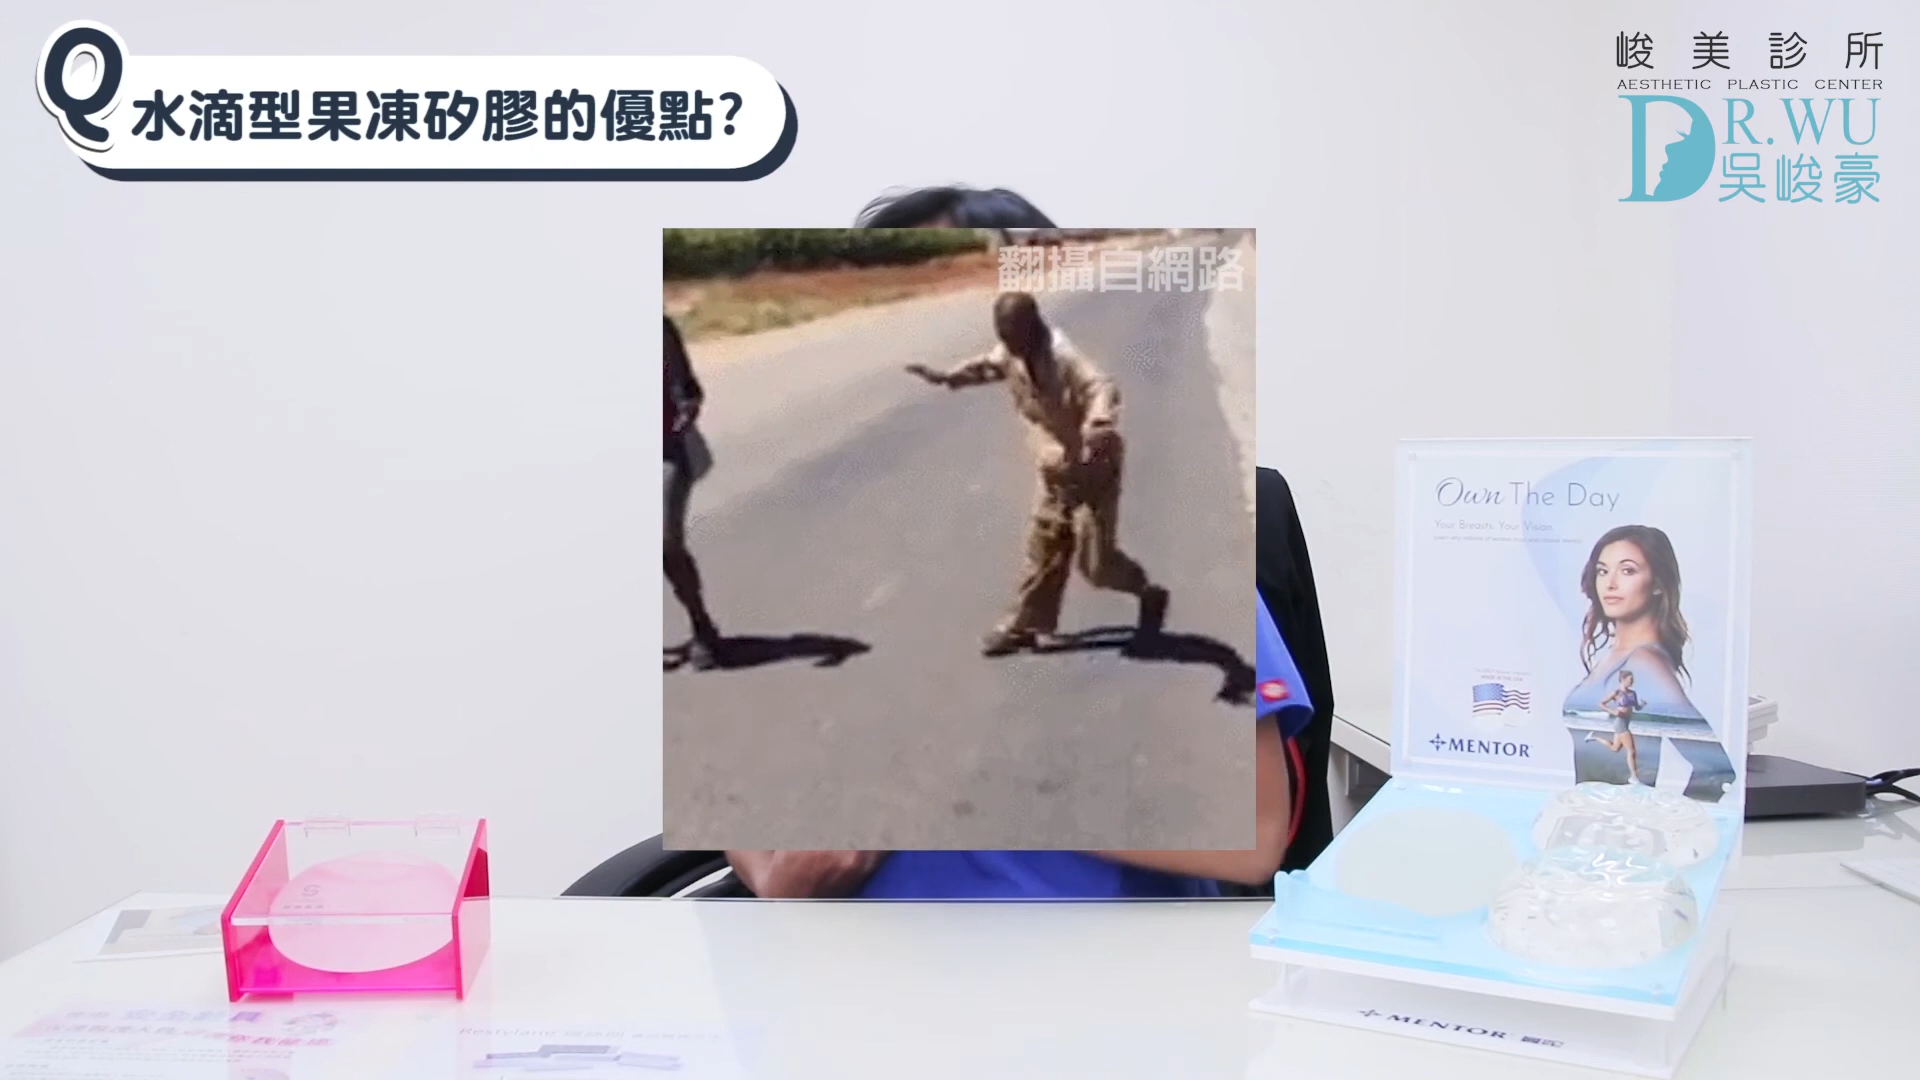 Q
水滴型果凍矽膠的優點?
峻美診所
AESTHETIC PLASTIC CENTER
DR.WU
吳峻豪
翻攝自網路
Own The Day
Your Breasts. Your Vision.
MENTOR
S
Restylane
MENTOR